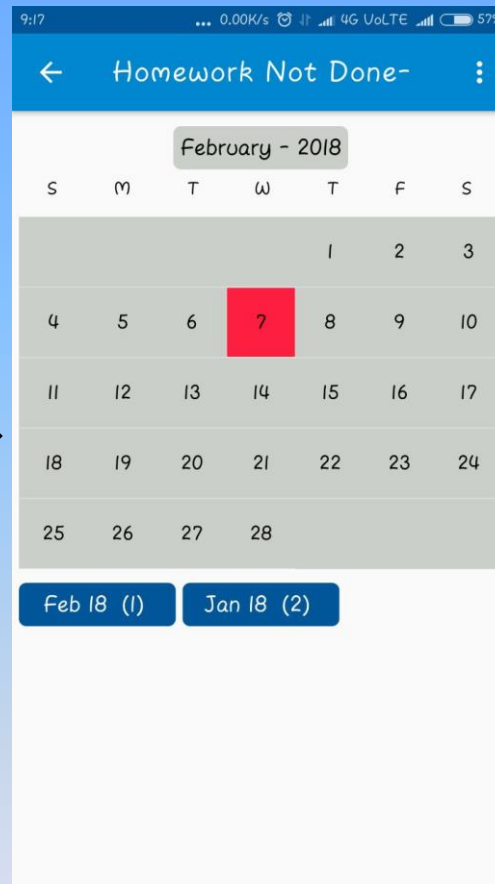 9:17 ... 0.00K/s 4G VoLTE 57%
Homework Not Done-
February - 2018
S M T W T F S
1 2 3
4 5 6 7 8 9 10
11 12 13 14 15 16 17
18 19 20 21 22 23 24
25 26 27 28
Feb 18 (1) Jan 18 (2)